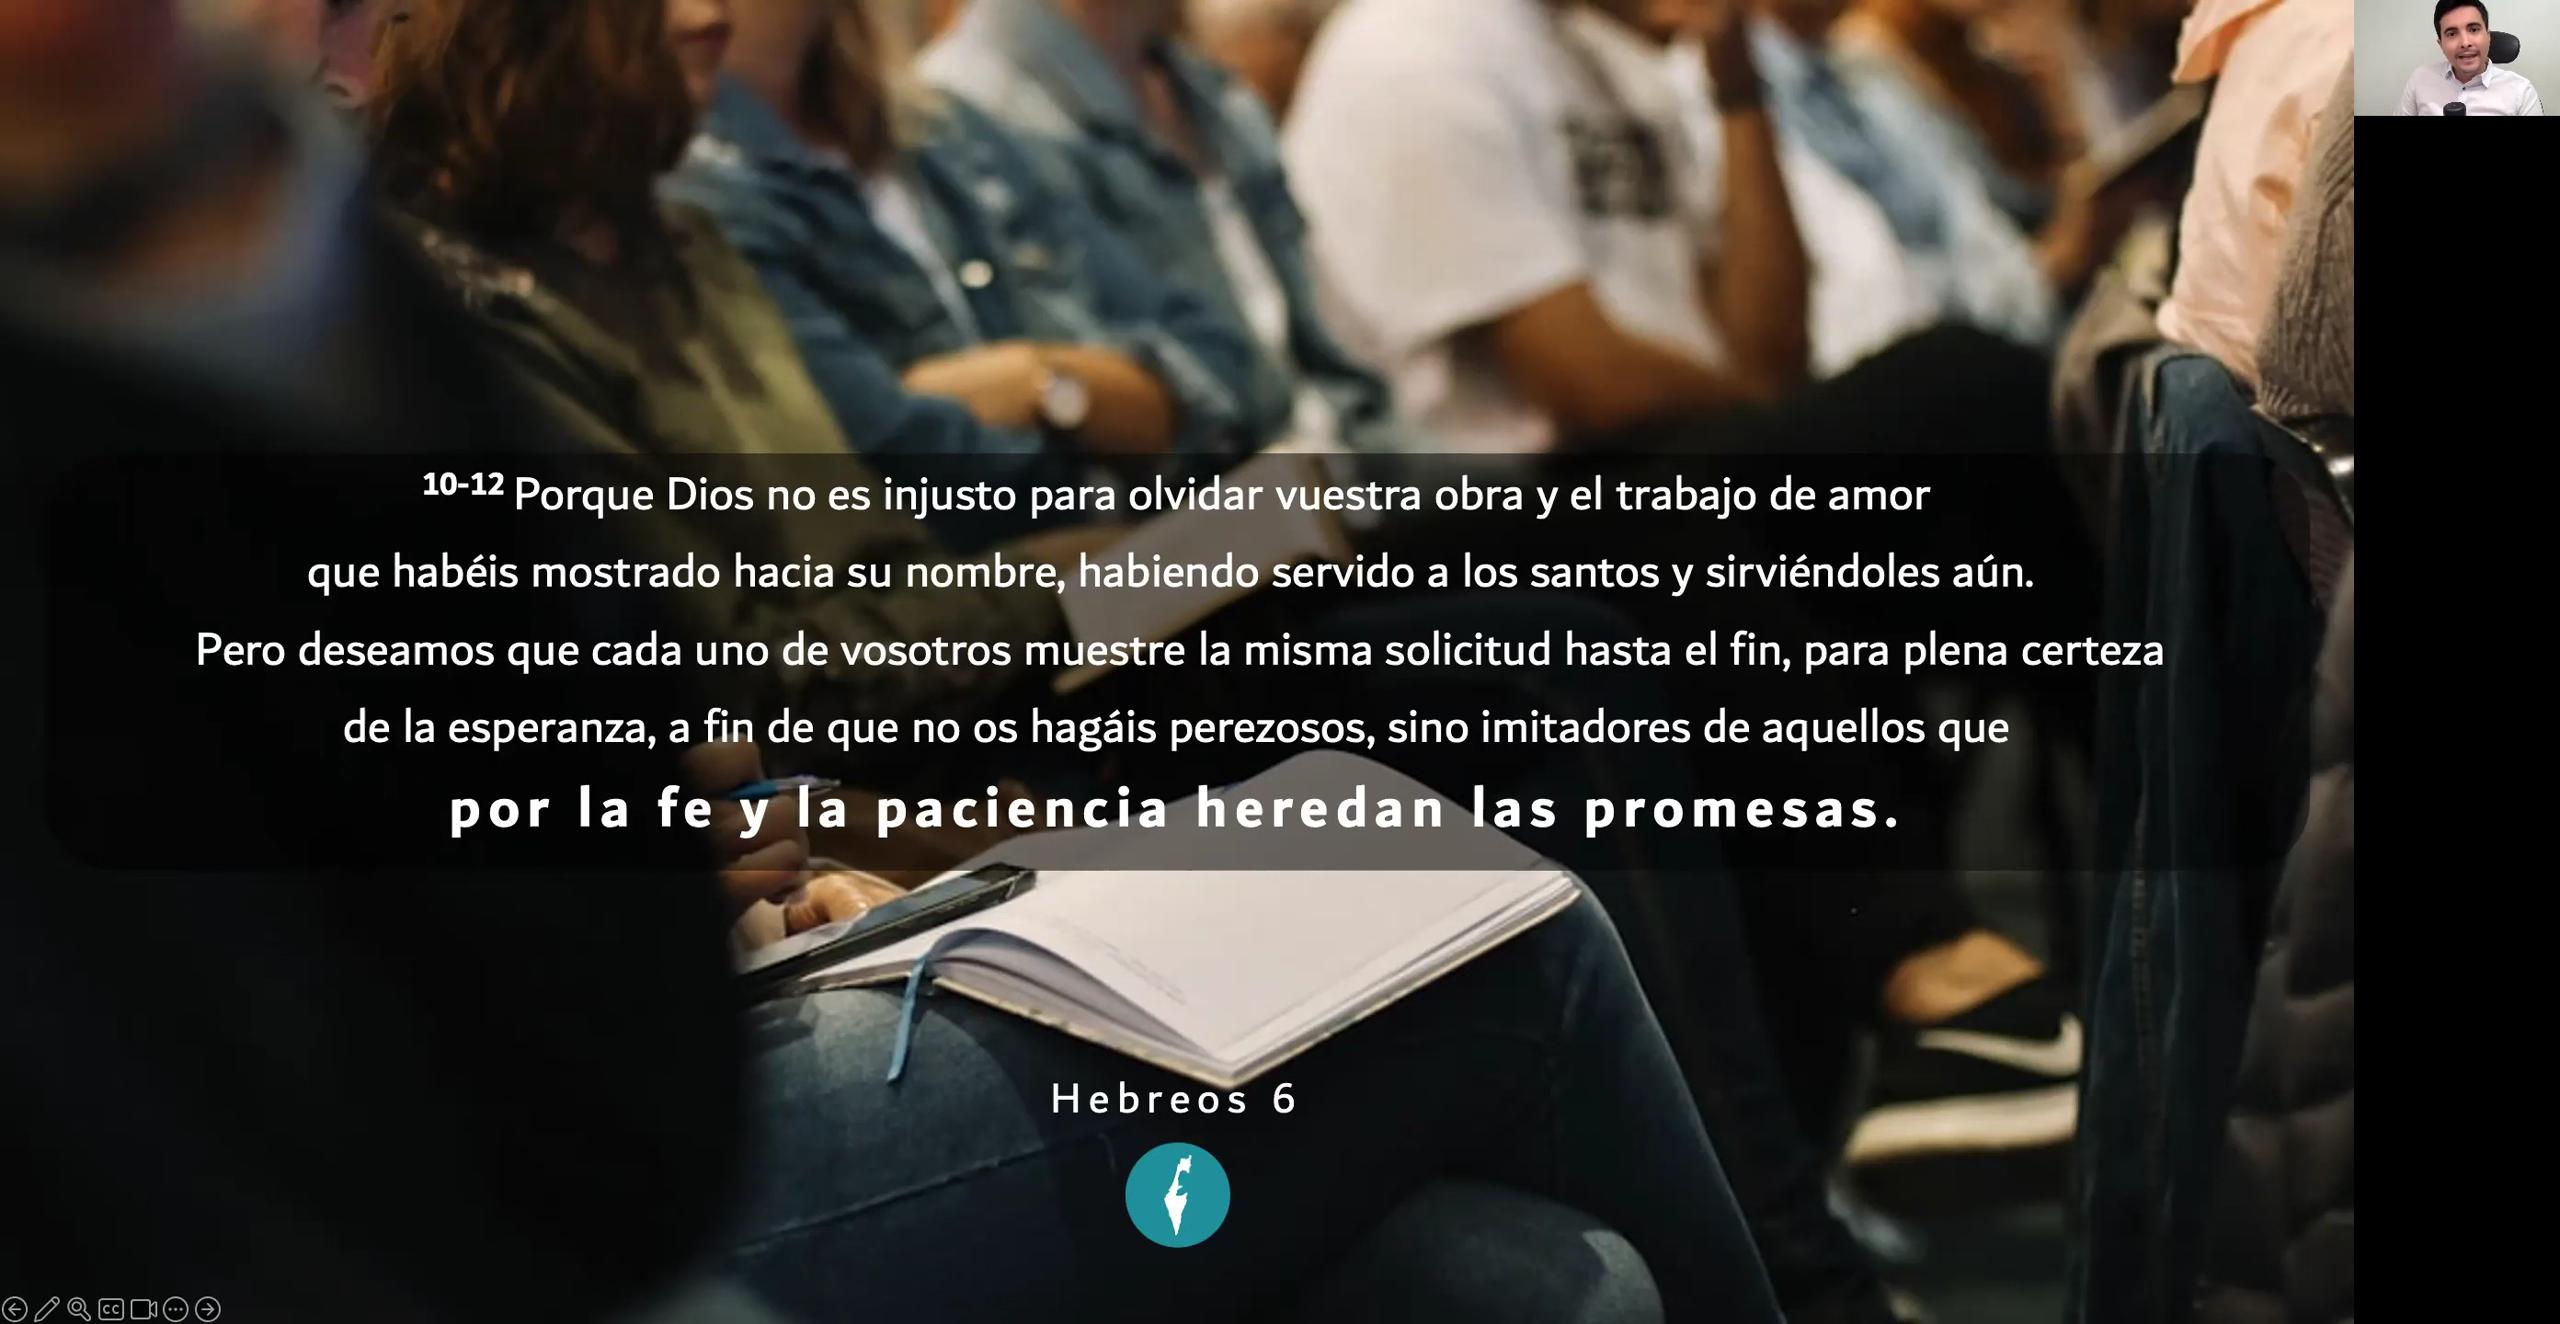 10-12 Porque Dios no es injusto para olvidar vuestra obra y el trabajo de amor
que habéis mostrado hacia su nombre, habiendo servido a los santos y sirviéndoles aún.
Pero deseamos que cada uno de vosotros muestre la misma solicitud hasta el fin, para plena certeza
de la esperanza, a fin de que no os hagáis perezosos, sino imitadores de aquellos que
por la fe y la paciencia heredan las promesas.
Hebreos 6
CC